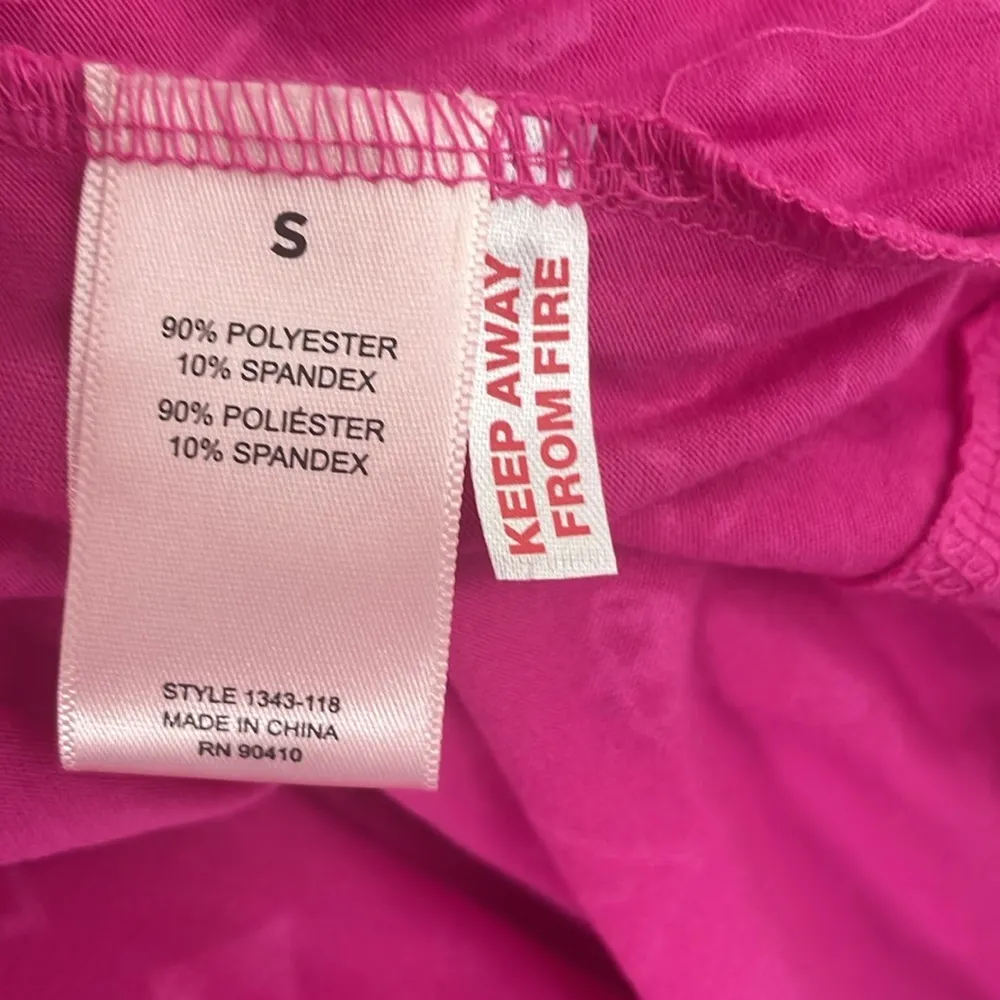 S
90% POLYESTER
10% SPANDEX
90% POLIÉSTER
10% SPANDEX
STYLE 1343-118
MADE IN CHINA
RN 90410
KEEP AWAY
FROM FIRE